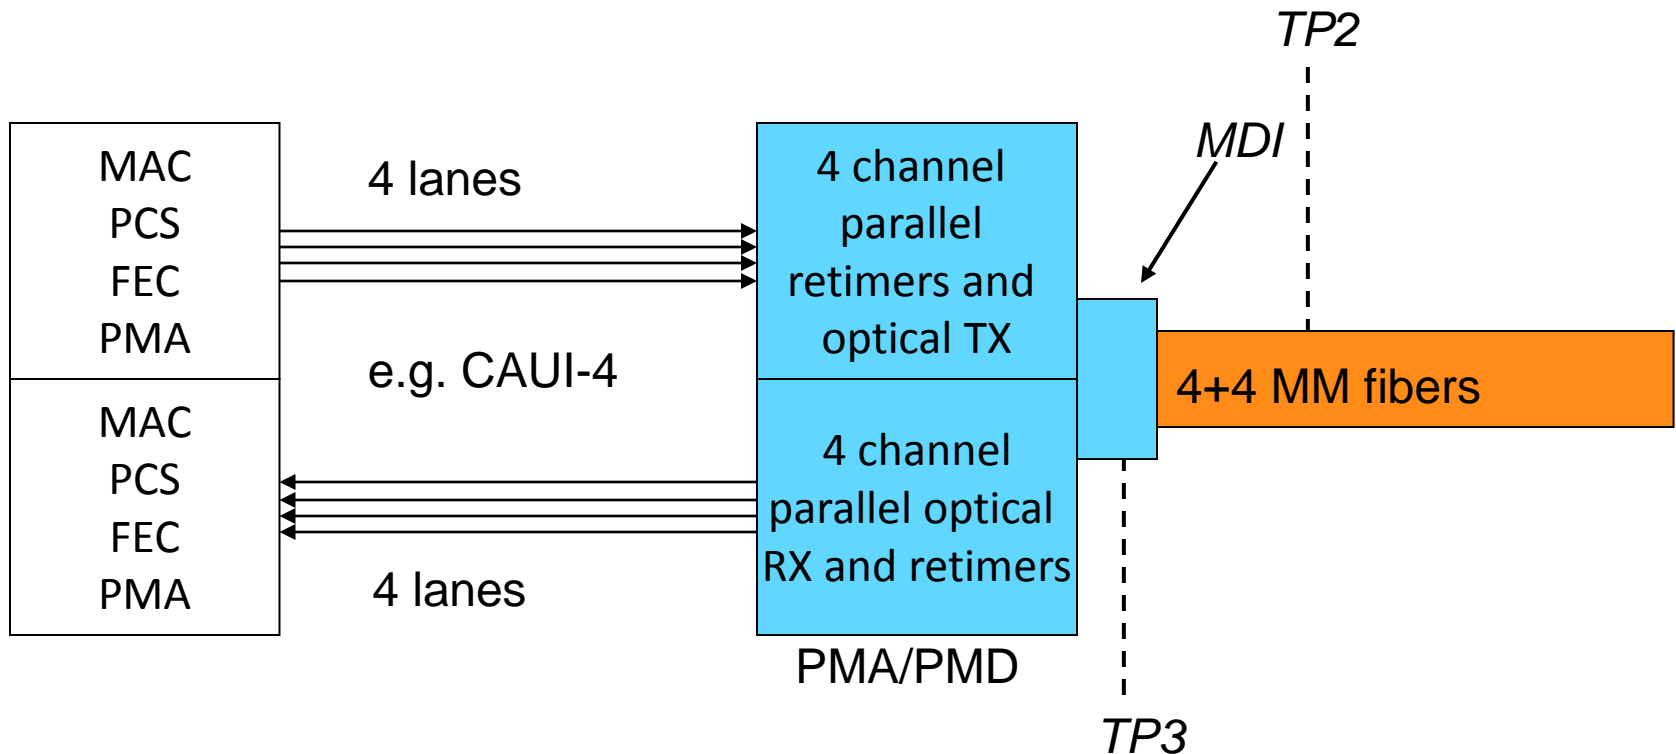 TP2
MDI
MAC
PCS
FEC
PMA
4 lanes
e.g. CAUI-4
4 channel
parallel
retimers and
optical TX
4+4 MM fibers
MAC
PCS
FEC
PMA
4 lanes
4 channel
parallel optical
RX and retimers
PMA/PMD
TP3